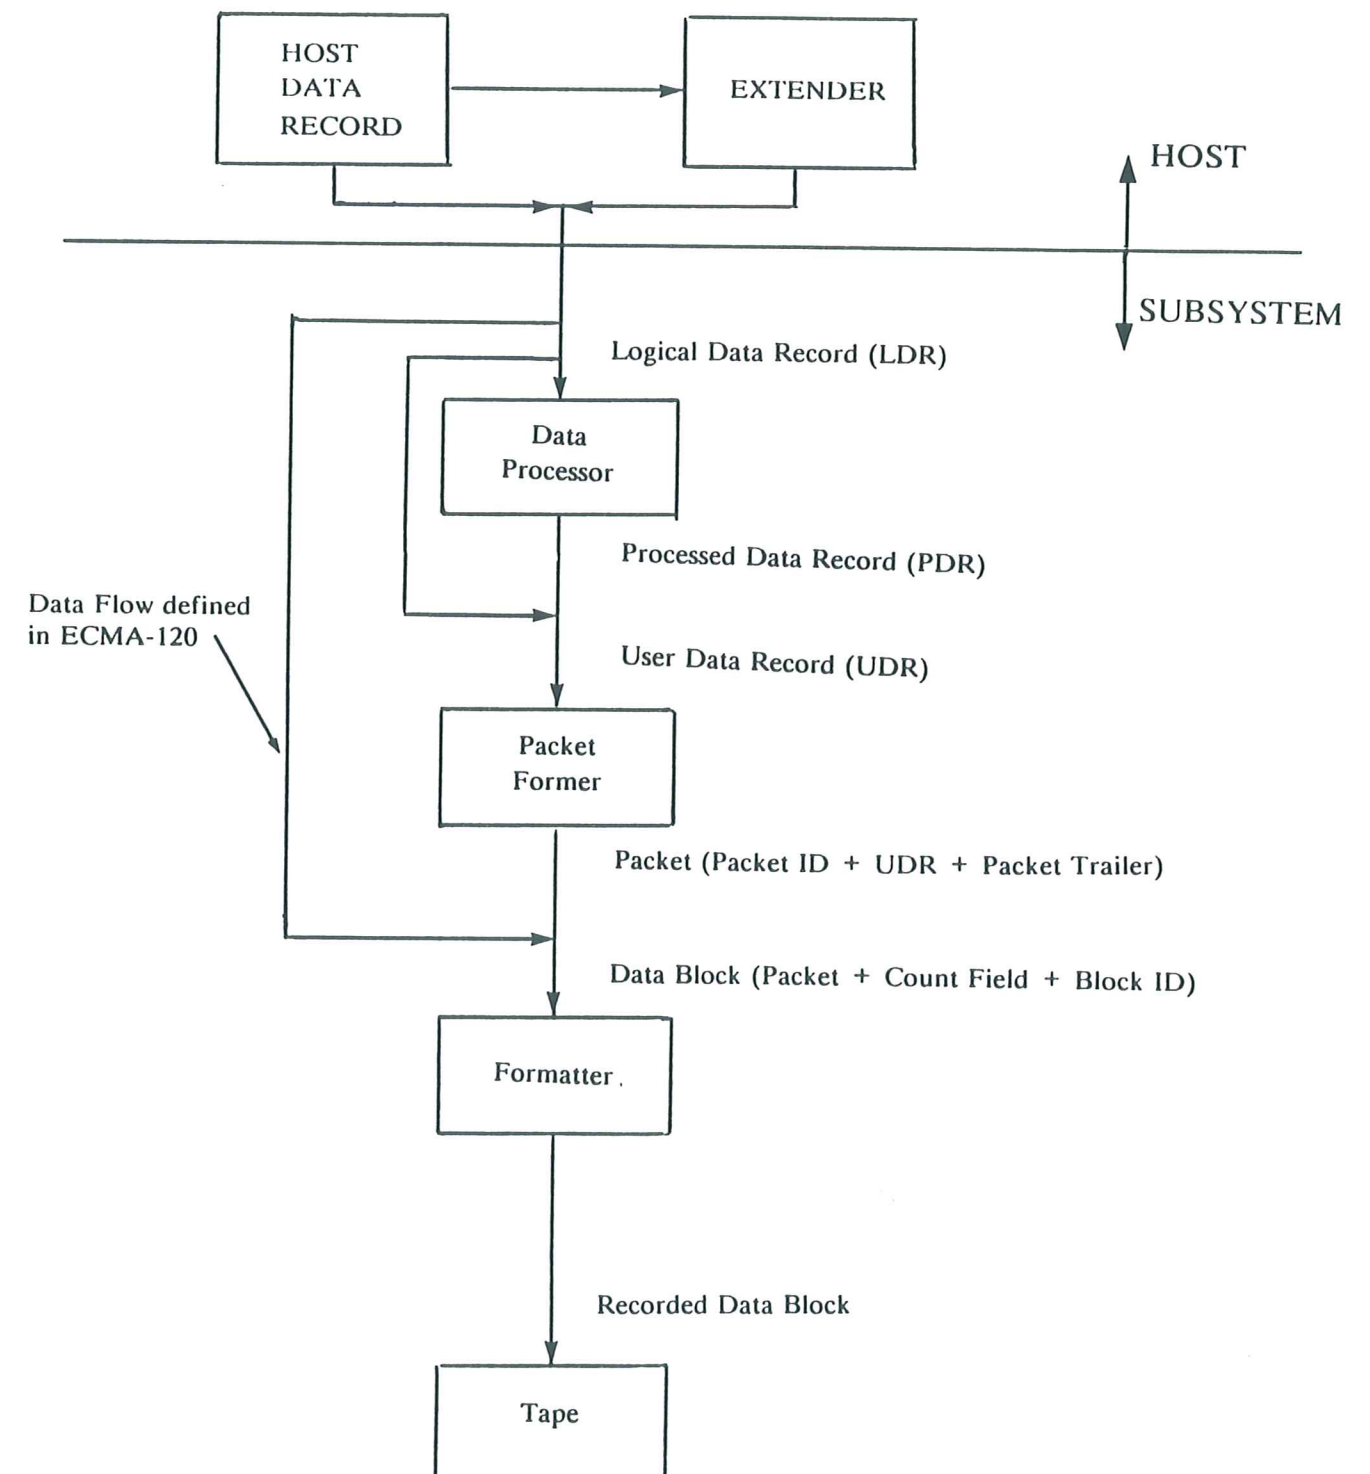 HOST
DATA
RECORD
EXTENDER
HOST
SUBSYSTEM
Logical Data Record (LDR)
Data
Processor
Processed Data Record (PDR)
Data Flow defined
in ECMA-120
User Data Record (UDR)
Packet
Former
Packet (Packet ID + UDR + Packet Trailer)
Data Block (Packet + Count Field + Block ID)
Formatter
Recorded Data Block
Tape